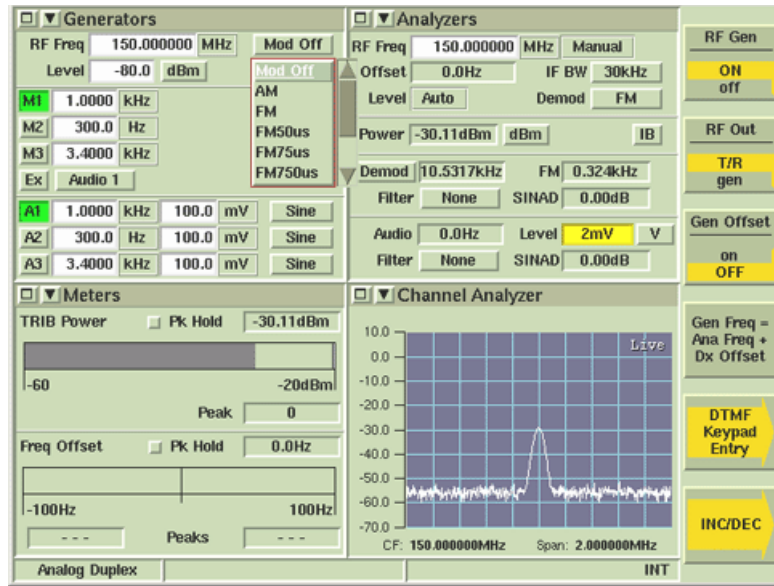 Generators
RF Freq 150.000000 MHz Mod Off
Level -80.0 dBm
Mod Off
AM
FM
FM50us
FM75us
FM750us
M1 1.0000 kHz
M2 300.0 Hz
M3 3.4000 kHz
Ex Audio 1
A1 1.0000 kHz 100.0 mV Sine
A2 300.0 Hz 100.0 mV Sine
A3 3.4000 kHz 100.0 mV Sine
Analyzers
RF Freq 150.000000 MHz Manual
Offset 0.0Hz IF BW 30kHz
Level Auto Demod FM
Power -30.11dBm dBm IB
Demod 10.5317kHz FM 0.324kHz
Filter None SINAD 0.00dB
Audio 0.0Hz Level 2mV V
Filter None SINAD 0.00dB
Meters
TRIB Power Pk Hold -30.11dBm
-60 -20dBm
Peak 0
Freq Offset Pk Hold 0.0Hz
-100Hz 100Hz
--- Peaks ---
Channel Analyzer
Live
10.0
0.0
-10.0
-20.0
-30.0
-40.0
-50.0
-60.0
-70.0
CF: 150.000000MHz Span: 2.000000MHz
Analog Duplex INT
RF Gen
ON
off
RF Out
T/R
gen
Gen Offset
on
OFF
Gen Freq =
Ana Freq +
Dx Offset
DTMF
Keypad
Entry
INC/DEC